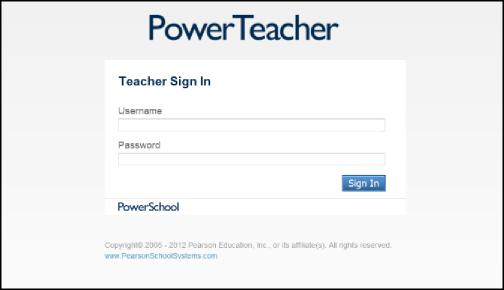 PowerTeacher
Teacher Sign In
Username
Password
Sign In
PowerSchool
Copyright© 2005 - 2012 Pearson Education, Inc., or its affiliate(s). All rights reserved.
www.PearsonSchoolSystems.com